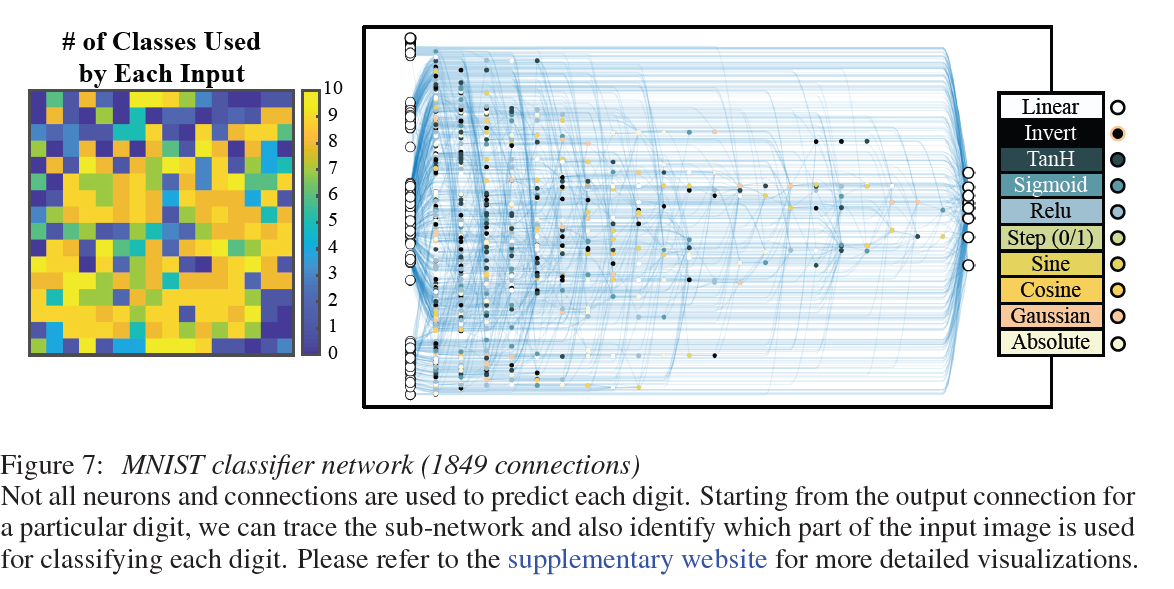 # of Classes Used
by Each Input
10
9
8
7
6
5
4
3
2
1
0
Linear
Invert
TanH
Sigmoid
Relu
Step (0/1)
Sine
Cosine
Gaussian
Absolute
Figure 7: MNIST classifier network (1849 connections)
Not all neurons and connections are used to predict each digit. Starting from the output connection for
a particular digit, we can trace the sub-network and also identify which part of the input image is used
for classifying each digit. Please refer to the supplementary website for more detailed visualizations.